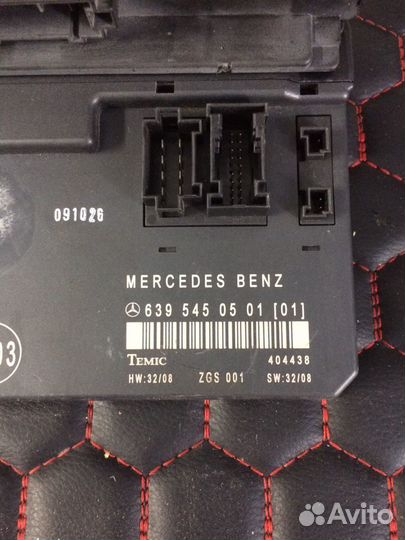 091026
MERCEDES BENZ
639 545 05 01 [01]
TEMIC 404438
HW:32/08 ZGS 001 SW:32/08
03
Avito